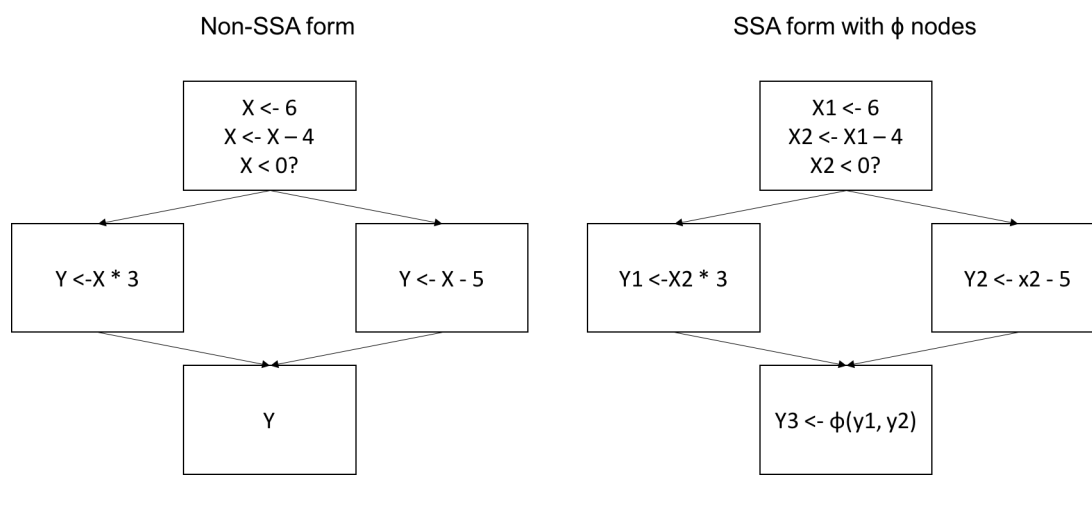 Non-SSA form
X <- 6
X <- X – 4
X < 0?
Y <-X * 3
Y <- X - 5
Y
SSA form with ϕ nodes
X1 <- 6
X2 <- X1 – 4
X2 < 0?
Y1 <-X2 * 3
Y2 <- x2 - 5
Y3 <- ϕ(y1, y2)